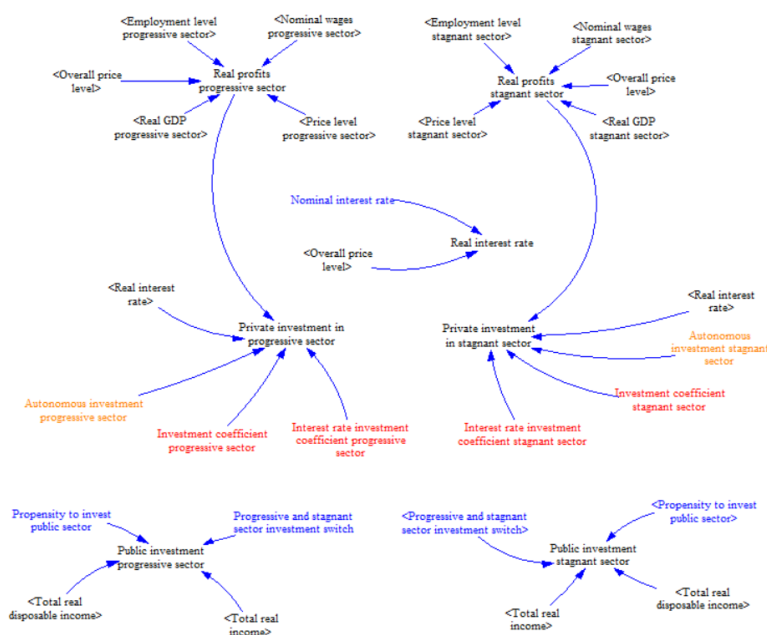 <Employment level
progressive sector>
<Nominal wages
progressive sector>
<Overall price
level>
Real profits
progressive sector
<Real GDP
progressive sector>
<Price level
progressive sector>
<Employment level
stagnant sector>
<Nominal wages
stagnant sector>
Real profits
stagnant sector
<Overall price
level>
<Price level
stagnant sector>
<Real GDP
stagnant sector>
Nominal interest rate
Real interest rate
<Overall price
level>
<Real interest
rate>
Private investment in
progressive sector
Autonomous investment
progressive sector
Investment coefficient
progressive sector
Interest rate investment
coefficient progressive
sector
<Real interest
rate>
Private investment
in stagnant sector
Autonomous
investment stagnant
sector
Investment coefficient
stagnant sector
Interest rate investment
coefficient stagnant sector
Propensity to invest
public sector
Progressive and stagnant
sector investment switch
Public investment
progressive sector
<Total real
disposable income>
<Total real
income>
<Progressive and stagnant
sector investment switch>
<Propensity to invest
public sector>
Public investment
stagnant sector
<Total real
income>
<Total real
disposable income>